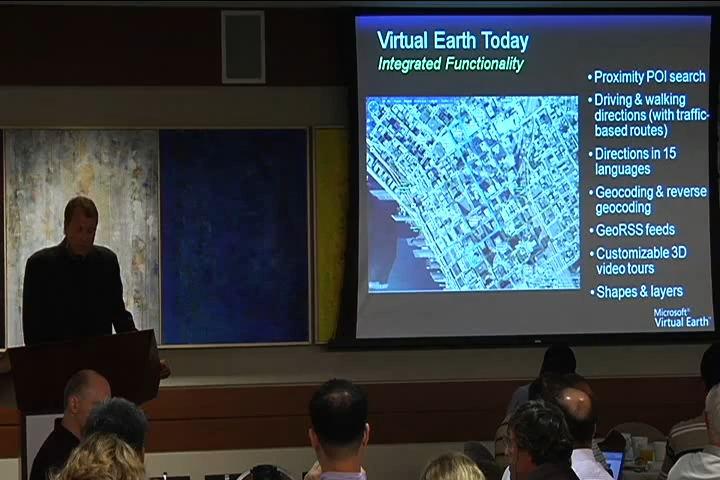 Virtual Earth Today
Integrated Functionality
• Proximity POI search
• Driving & walking
directions (with traffic-
based routes)
• Directions in 15
languages
• Geocoding & reverse
geocoding
• GeoRSS feeds
• Customizable 3D
video tours
• Shapes & layers
Microsoft®
Virtual Earth™